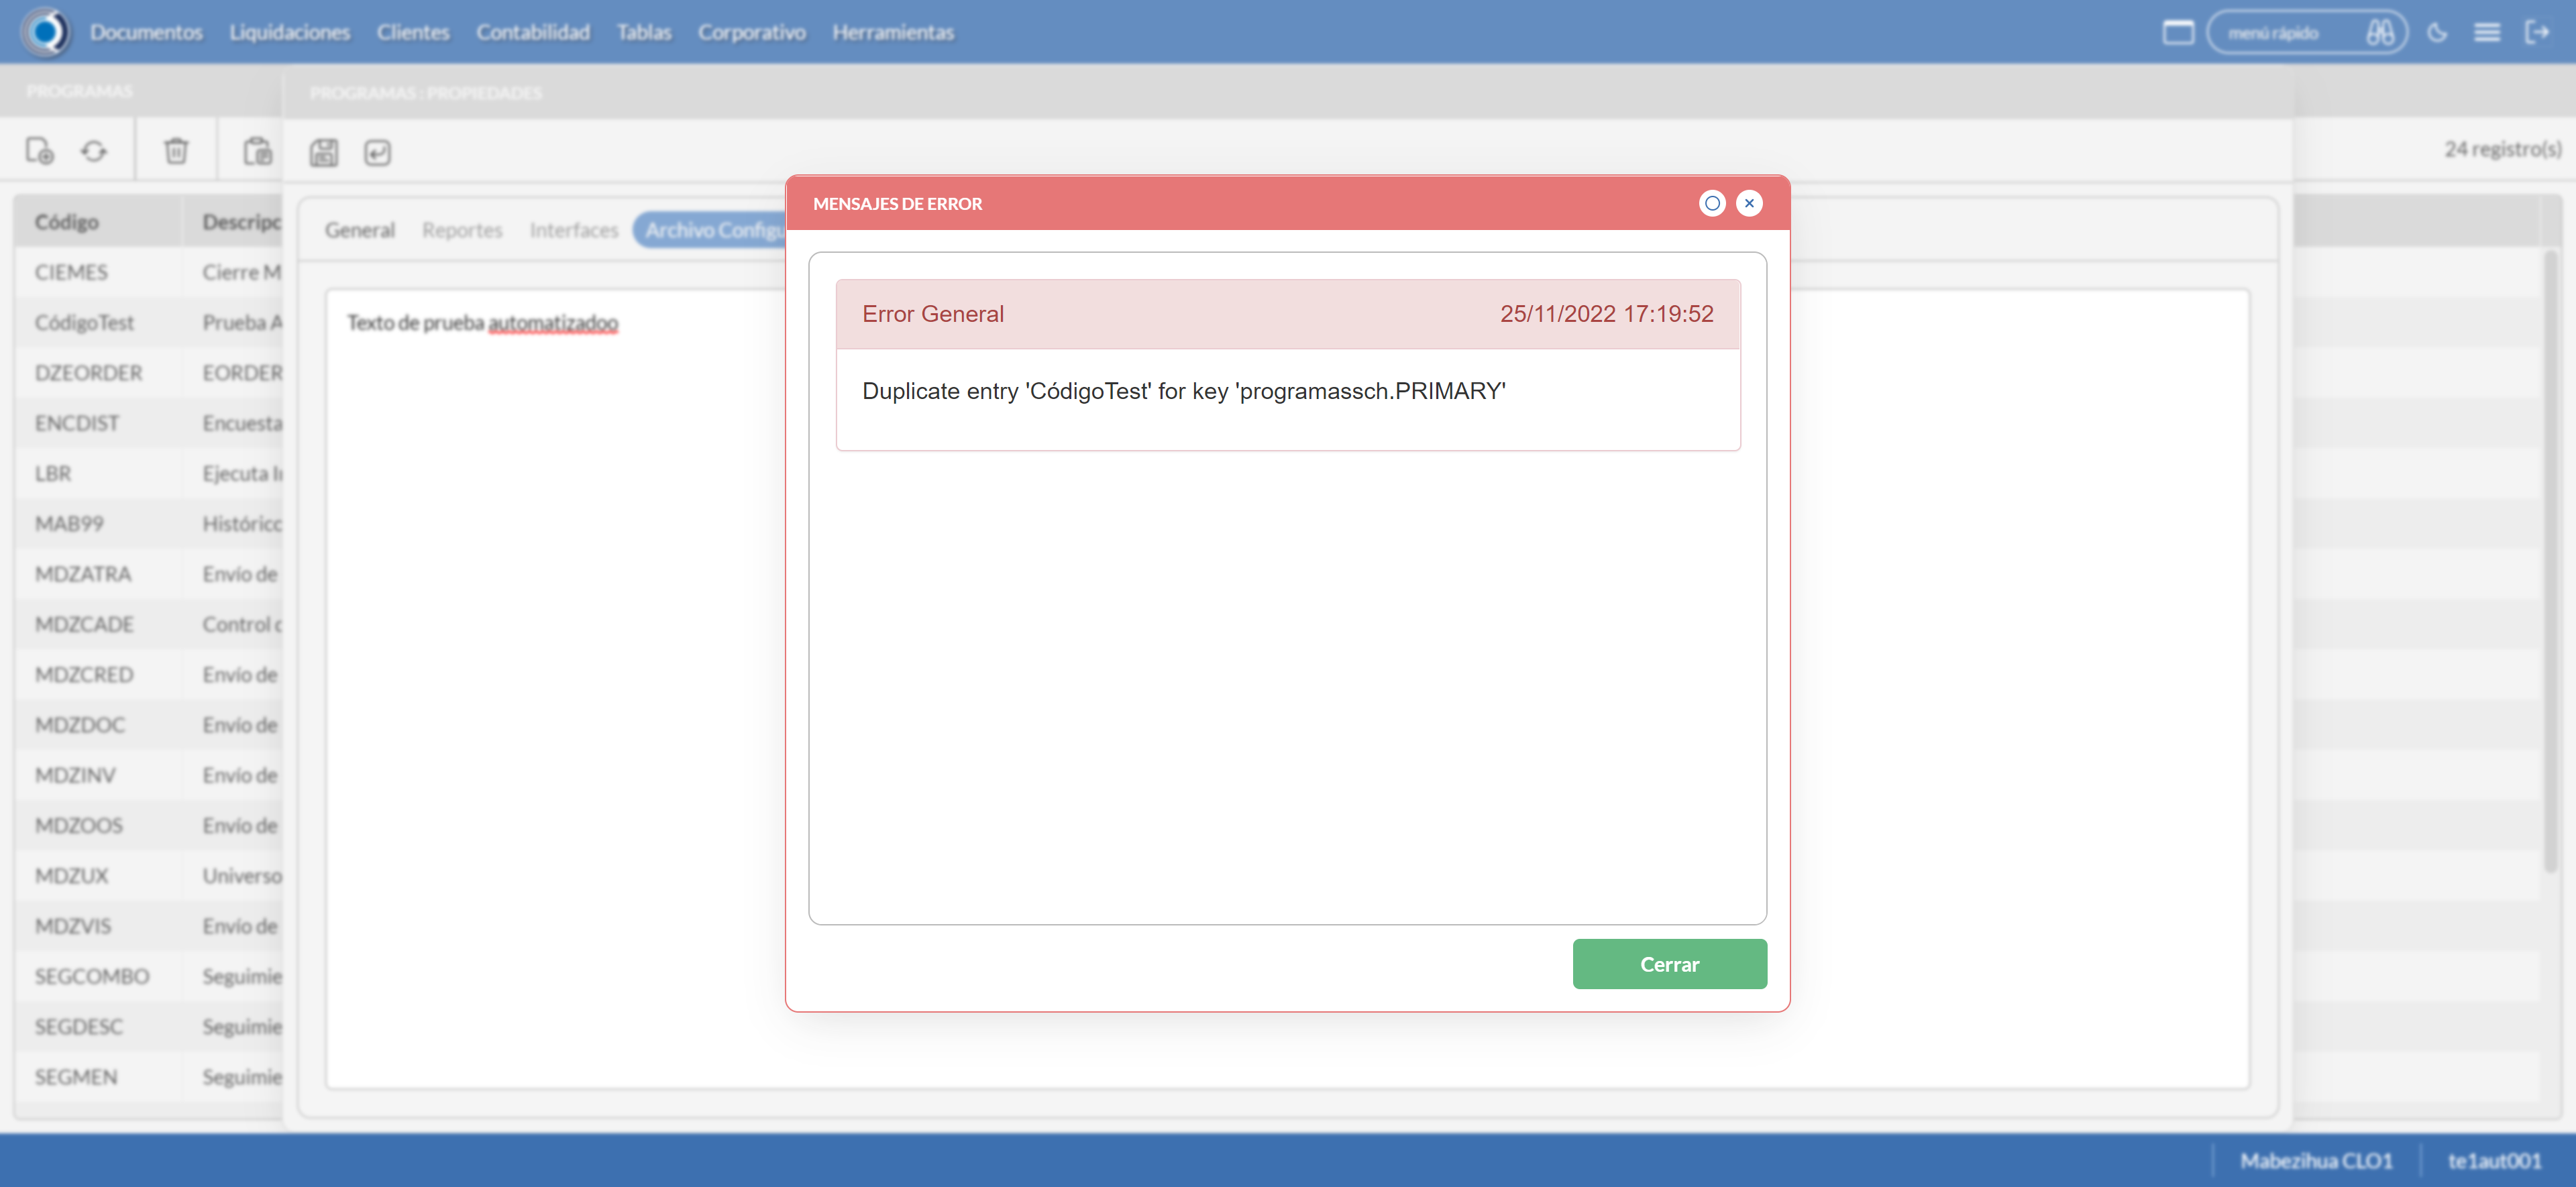 Documentos Liquidaciones Clientes Contabilidad Tablas Corporativo Herramientas menú rápido
PROGRAMAS
PROGRAMAS : PROPIEDADES
24 registro(s)
General Reportes Interfaces Archivo Configu
Código Descripc
CIEMES Cierre M
CódigoTest Prueba A
DZEORDER EORDER
ENCDIST Encuesta
LBR Ejecuta
MAB99
MDZATRA Envío de
MDZCADE Control
MDZCRED Envío de
MDZDOC Envío de
MDZINV Envío de
MDZOOS Envío de
MDZUX Universo
MDZVIS Envío de
SEGCOMBO Seguimie
SEGDESC Seguimie
SEGMEN Seguimie
Texto de prueba automatizadoo
MENSAJES DE ERROR
Error General 25/11/2022 17:19:52
Duplicate entry 'CódigoTest' for key 'programassch.PRIMARY'
Cerrar
Mabezihua CLO1 te1aut001